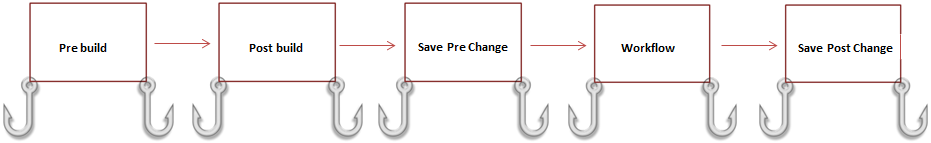 Pre build
Post build
Save Pre Change
Workflow
Save Post Change